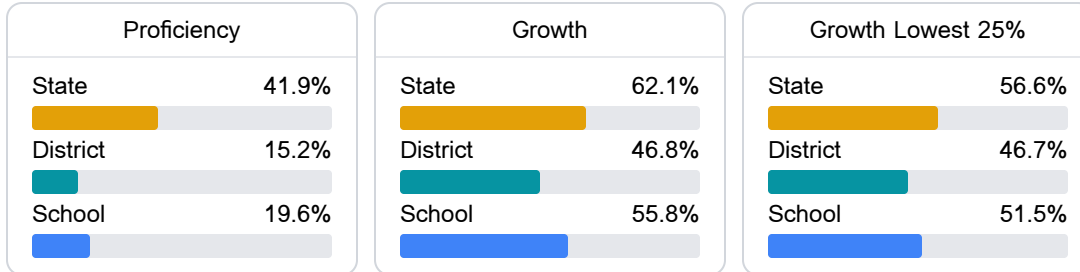 Proficiency
State 41.9%
District 15.2%
School 19.6%
Growth
State 62.1%
District 46.8%
School 55.8%
Growth Lowest 25%
State 56.6%
District 46.7%
School 51.5%